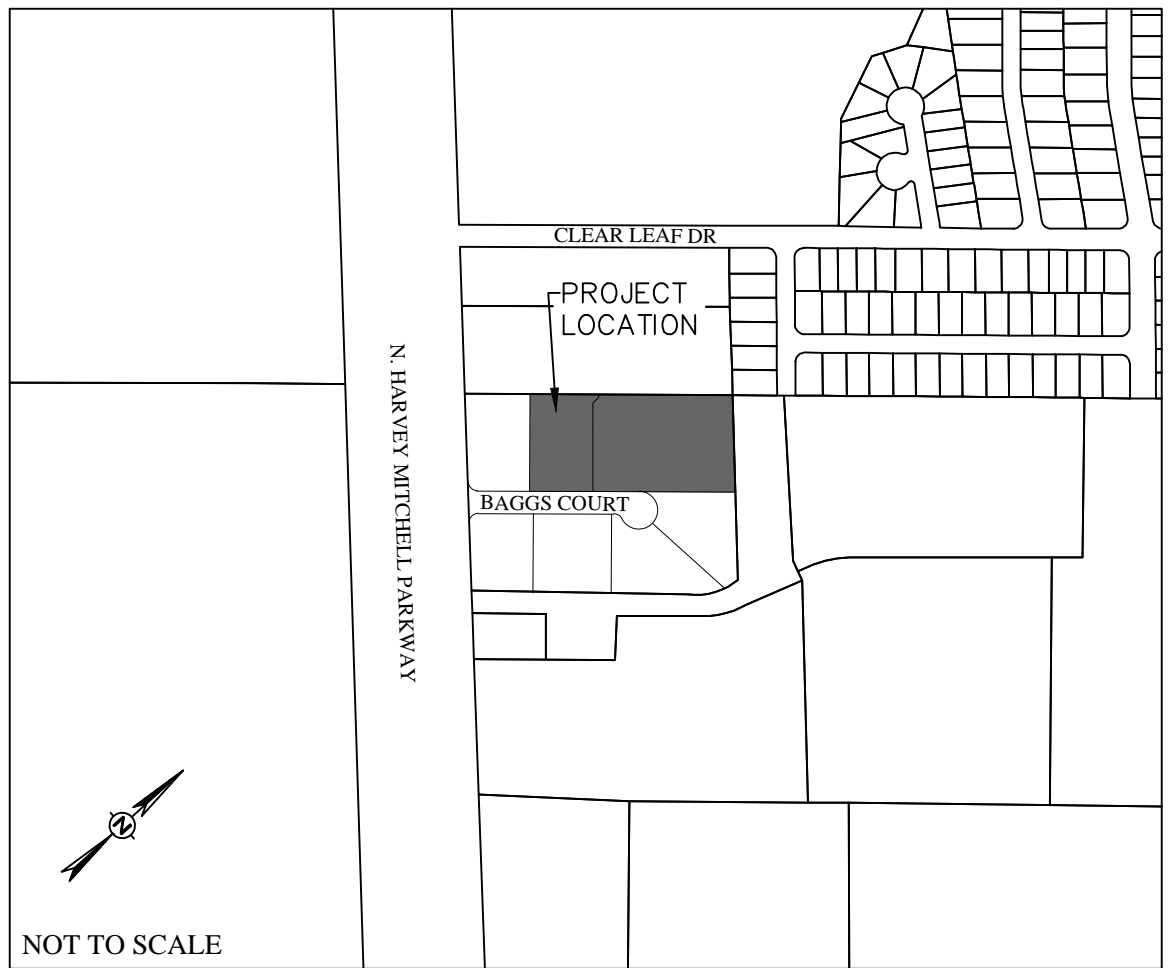 CLEAR LEAF DR
PROJECT
LOCATION
N. HARVEY MITCHELL PARKWAY
BAGGS COURT
N
NOT TO SCALE